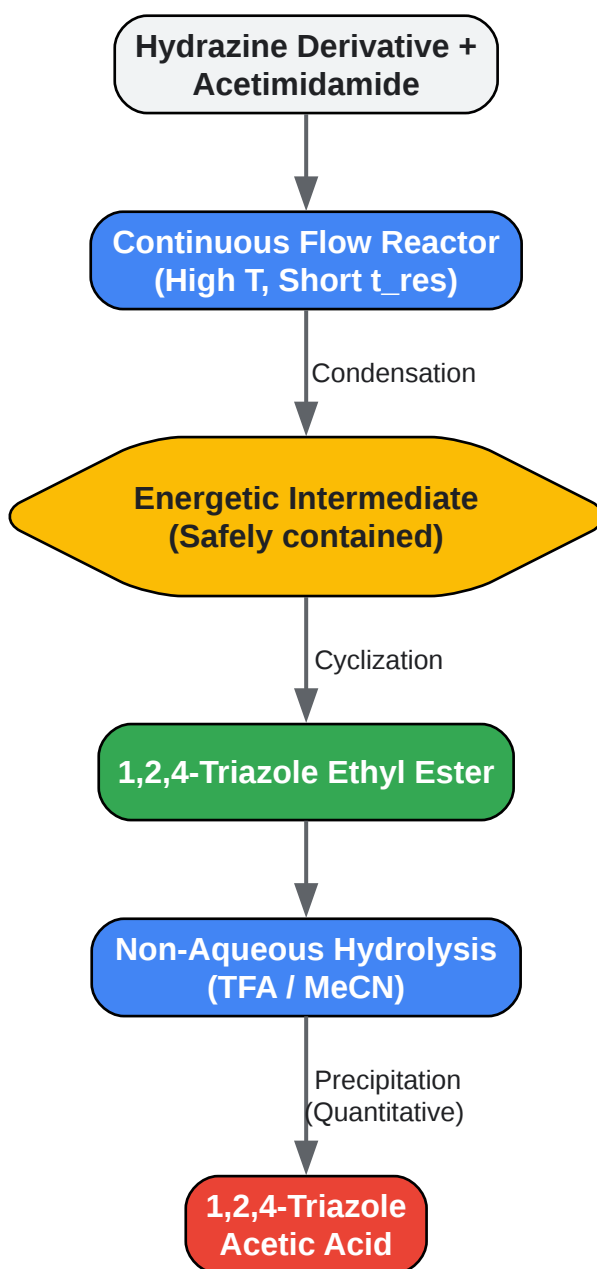 Hydrazine Derivative +
Acetimidamide
Continuous Flow Reactor
(High T, Short t_res)
Condensation
Energetic Intermediate
(Safely contained)
Cyclization
1,2,4-Triazole Ethyl Ester
Non-Aqueous Hydrolysis
(TFA / MeCN)
Precipitation
(Quantitative)
1,2,4-Triazole
Acetic Acid